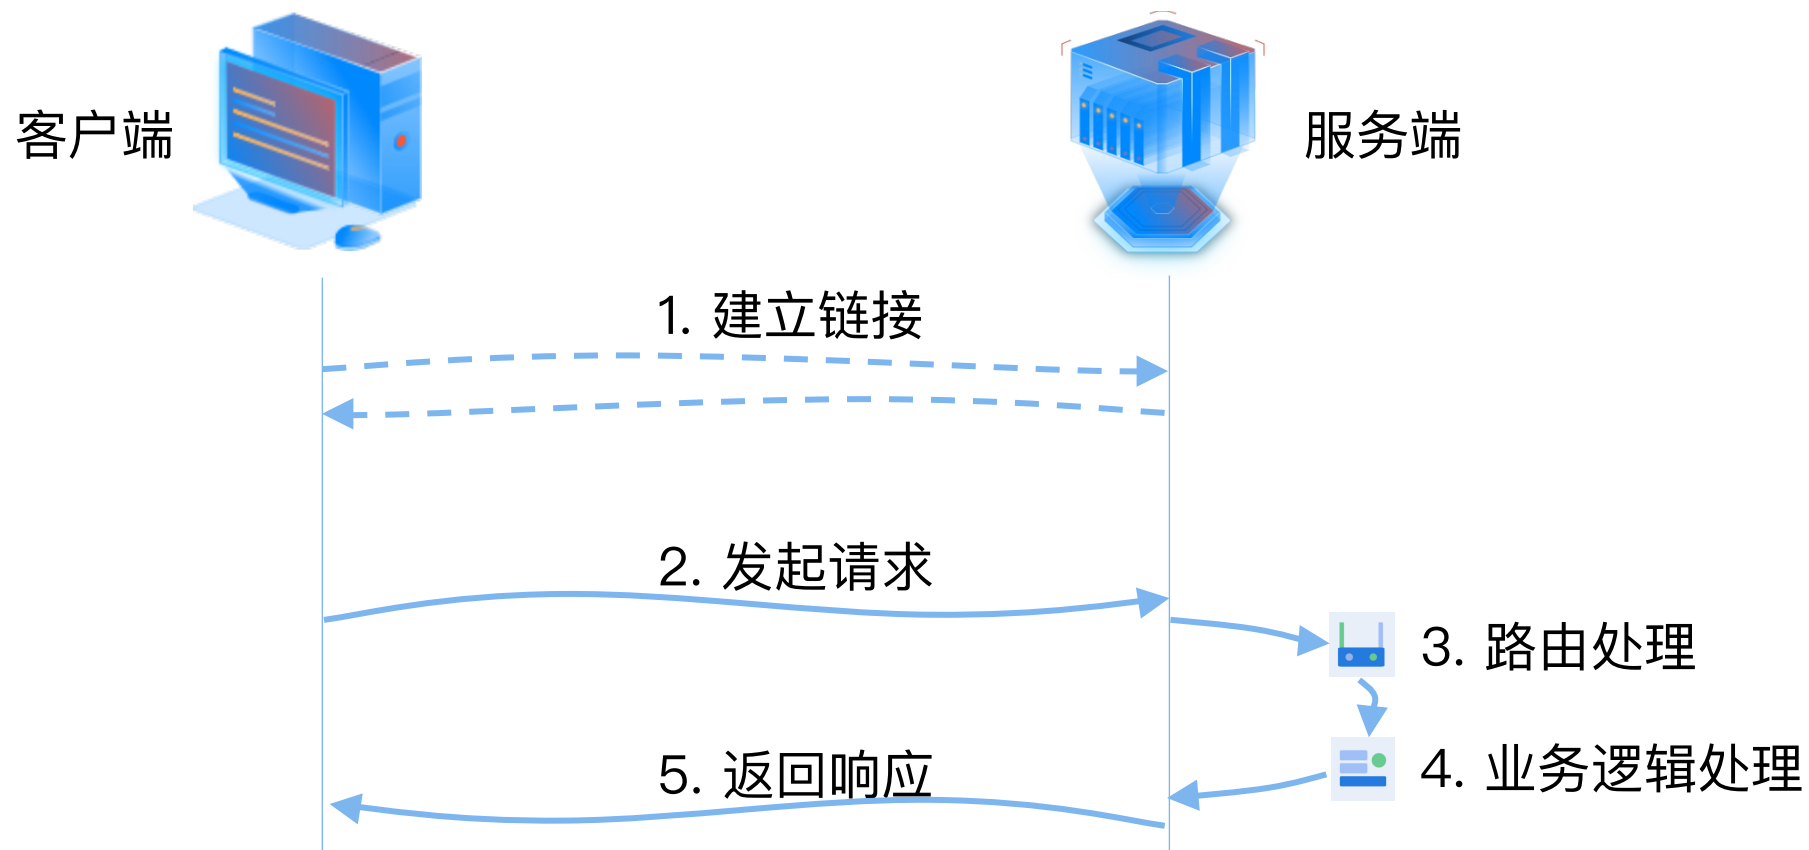 客户端
服务端
1. 建立链接
2. 发起请求
3. 路由处理
4. 业务逻辑处理
5. 返回响应